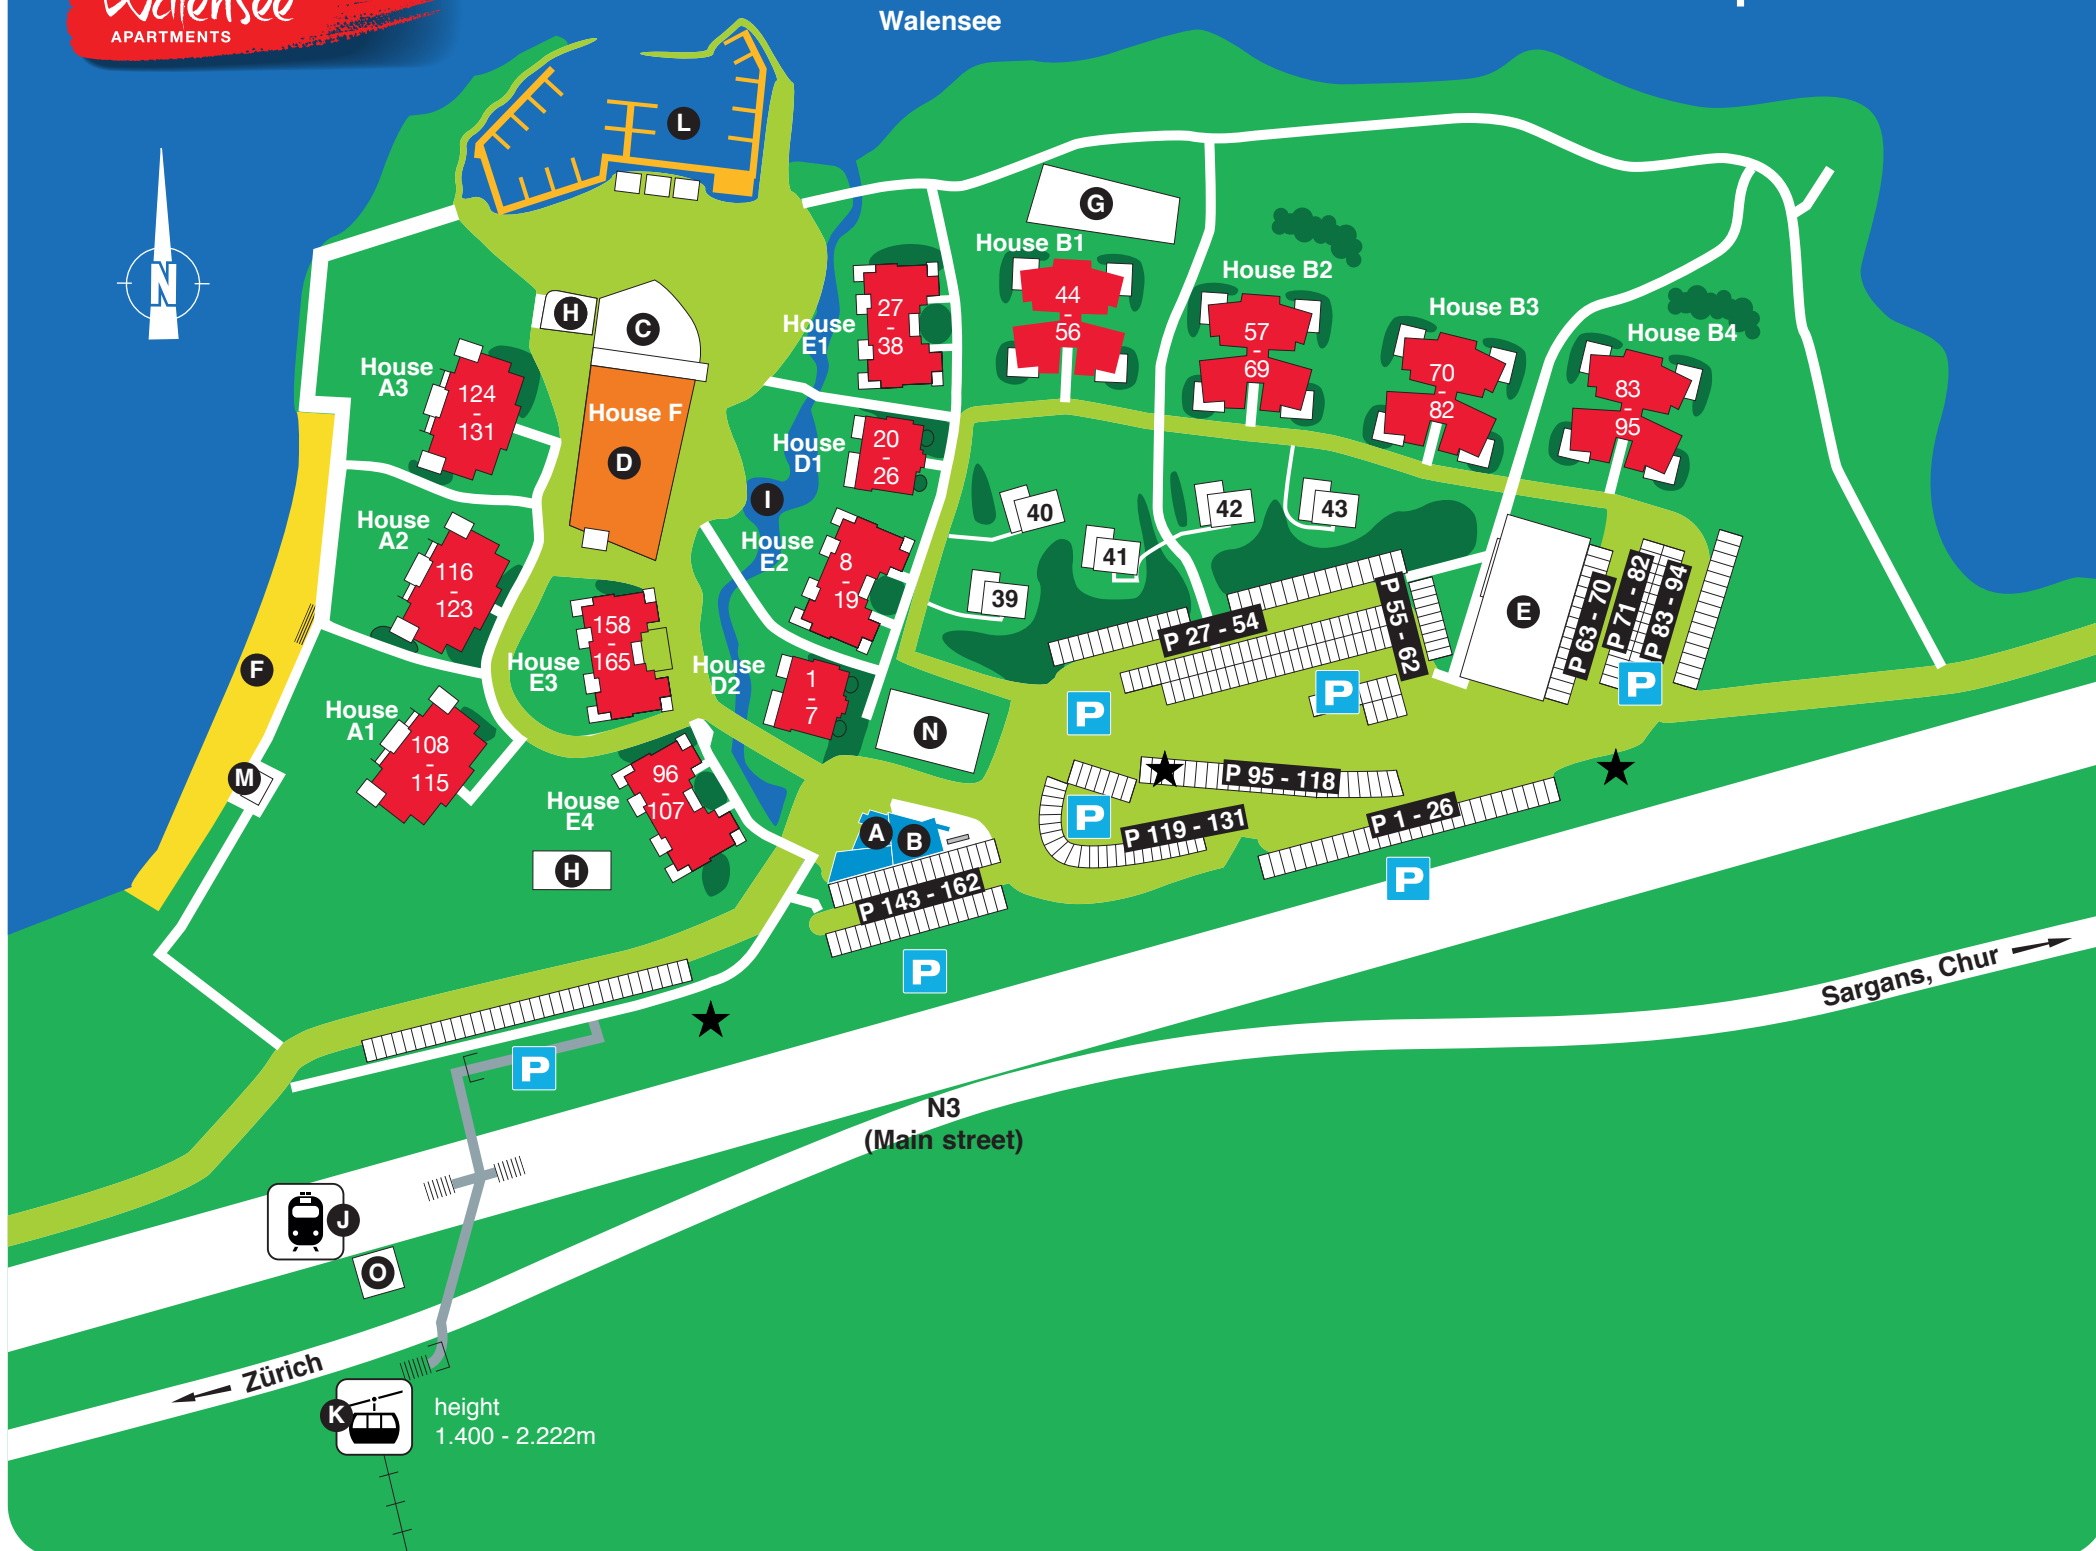 Walensee
APARTMENTS
Walensee
L
G
N
House B1
House B2
House B3
House B4
44
-
56
57
-
69
70
-
82
83
-
95
H
C
House
E1
27
-
38
House
A3
124
-
131
House F
D
House
D1
20
-
26
I
40
42
43
41
39
House
A2
116
-
123
House
E2
8
-
19
E
P 27 - 54
P 55 - 62
P 63 - 70
P 71 - 82
P 83 - 94
F
House
E3
158
-
165
House
D2
1
-
7
N
P
P
P
House
A1
108
-
115
M
House
E4
96
-
107
H
A
B
P
P 95 - 118
P 119 - 131
P 1 - 26
P
P 143 - 162
P
P
Sargans, Chur
N3
(Main street)
J
O
Zürich
K
height
1.400 - 2.222m